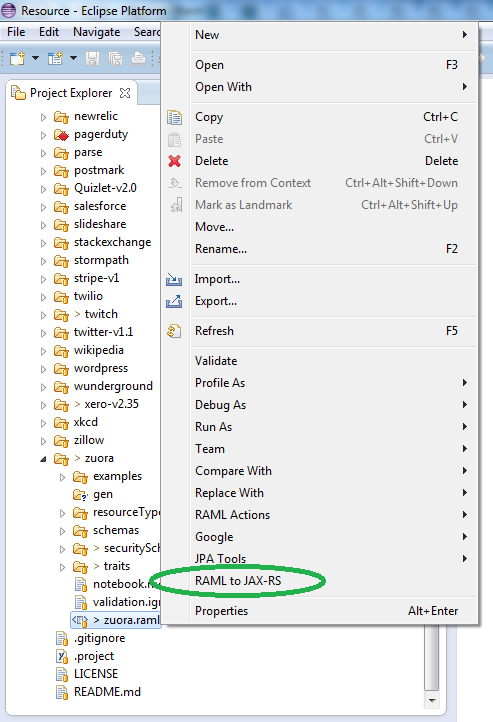 Resource - Eclipse Platform
File Edit Navigate Searc
Project Explorer
newrelic
pagerduty
parse
postmark
Quizlet-v2.0
salesforce
slideshare
stackexchange
stormpath
stripe-v1
twilio
> twitch
twitter-v1.1
wikipedia
wordpress
wunderground
> xero-v2.35
xkcd
zillow
> zuora
examples
gen
resourceType
schemas
> securitySch
> traits
notebook.m
validation.ign
> zuora.raml
.gitignore
.project
LICENSE
README.md
New
Open F3
Open With
Copy Ctrl+C
Paste Ctrl+V
Delete Delete
Remove from Context Ctrl+Alt+Shift+Down
Mark as Landmark Ctrl+Alt+Shift+Up
Move...
Rename... F2
Import...
Export...
Refresh F5
Validate
Profile As
Debug As
Run As
Team
Compare With
Replace With
RAML Actions
Google
JPA Tools
RAML to JAX-RS
Properties Alt+Enter